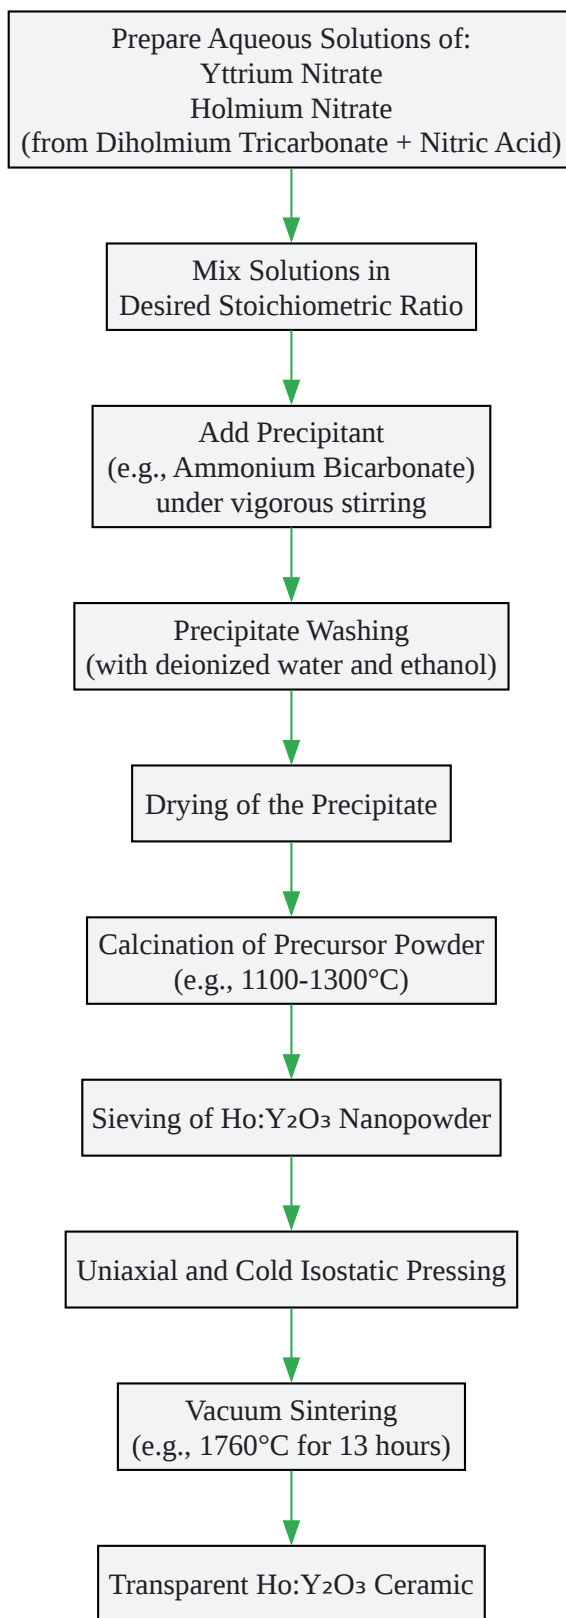 Prepare Aqueous Solutions of:
Yttrium Nitrate
Holmium Nitrate
(from Diholmium Tricarbonate + Nitric Acid)
Mix Solutions in
Desired Stoichiometric Ratio
Add Precipitant
(e.g., Ammonium Bicarbonate)
under vigorous stirring
Precipitate Washing
(with deionized water and ethanol)
Drying of the Precipitate
Calcination of Precursor Powder
(e.g., 1100-1300°C)
Sieving of Ho:Y₂O₃ Nanopowder
Uniaxial and Cold Isostatic Pressing
Vacuum Sintering
(e.g., 1760°C for 13 hours)
Transparent Ho:Y₂O₃ Ceramic